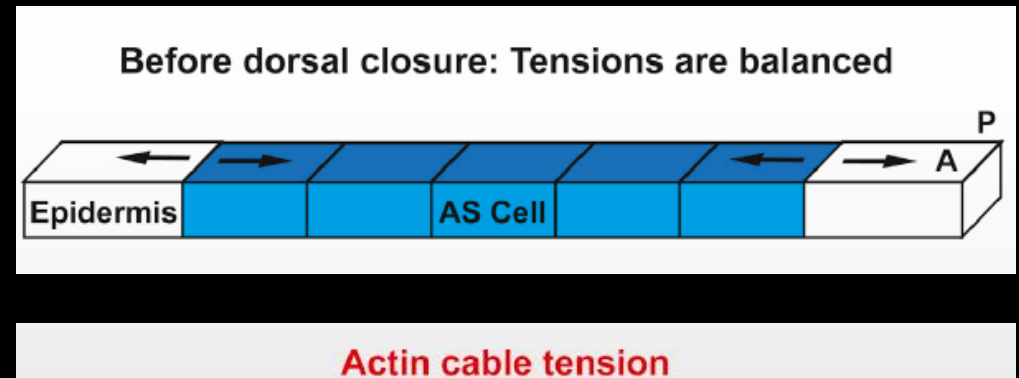 Before dorsal closure: Tensions are balanced
P
A
Epidermis
AS Cell
Actin cable tension